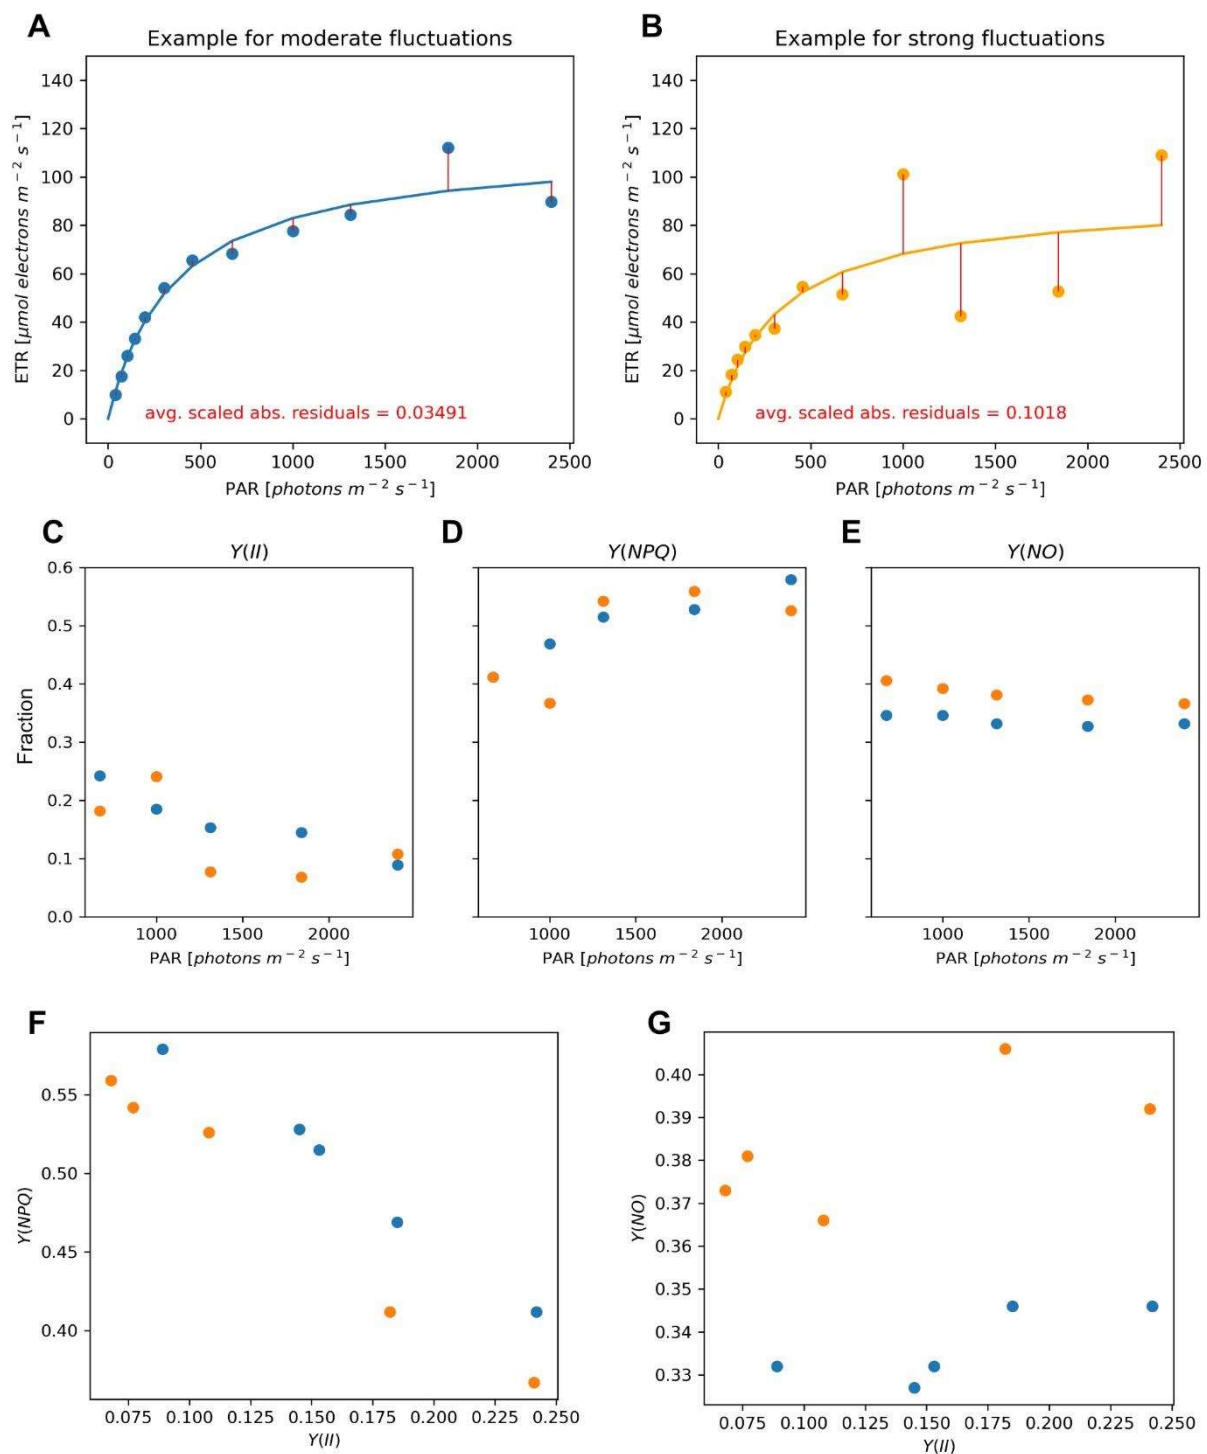 A
Example for moderate fluctuations
140
120
100
80
60
40
20
0
ETR [μmol electrons m⁻² s⁻¹]
avg. scaled abs. residuals = 0.03491
0 500 1000 1500 2000 2500
PAR [photons m⁻² s⁻¹]
B
Example for strong fluctuations
140
120
100
80
60
40
20
0
ETR [μmol electrons m⁻² s⁻¹]
avg. scaled abs. residuals = 0.1018
0 500 1000 1500 2000 2500
PAR [photons m⁻² s⁻¹]
C
Y(II)
0.6
0.5
0.4
0.3
0.2
0.1
0.0
Fraction
1000 1500 2000
PAR [photons m⁻² s⁻¹]
D
Y(NPQ)
1000 1500 2000
PAR [photons m⁻² s⁻¹]
E
Y(NO)
1000 1500 2000
PAR [photons m⁻² s⁻¹]
F
0.55
0.50
0.45
0.40
Y(NPQ)
0.075 0.100 0.125 0.150 0.175 0.200 0.225 0.250
Y(II)
G
0.40
0.39
0.38
0.37
0.36
0.35
0.34
0.33
Y(NO)
0.075 0.100 0.125 0.150 0.175 0.200 0.225 0.250
Y(II)